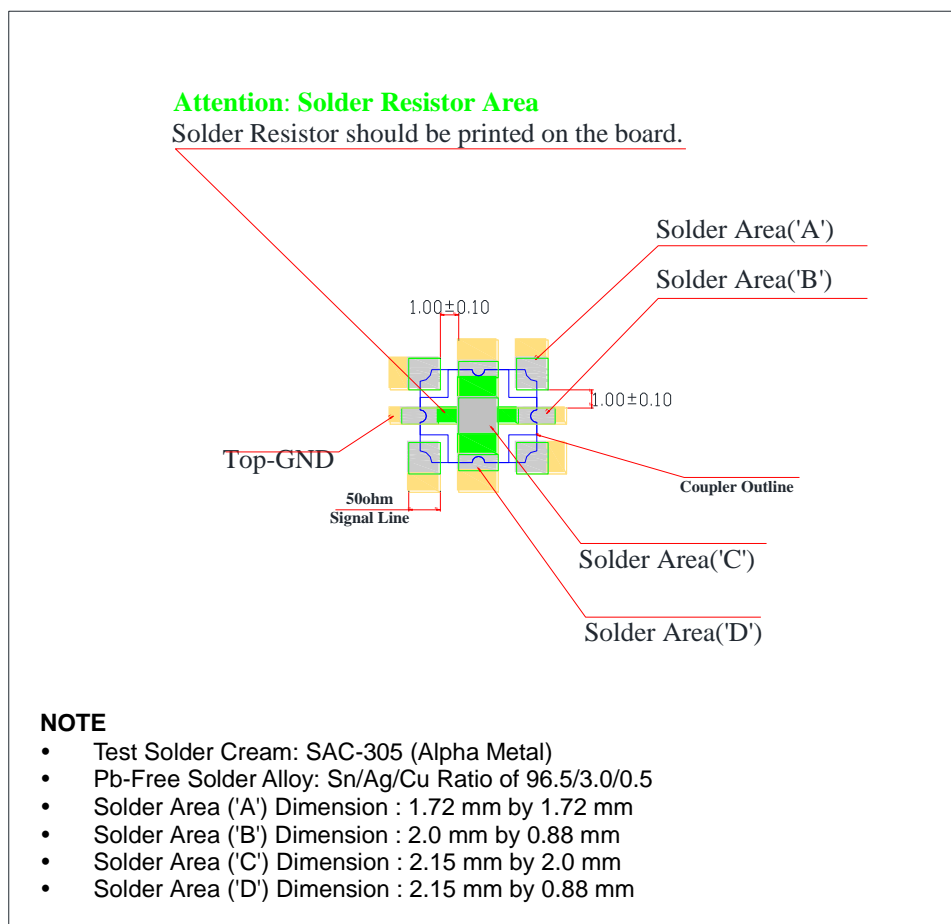 Attention: Solder Resistor Area
Solder Resistor should be printed on the board.
Solder Area('A')
Solder Area('B')
1.00±0.10
1.00±0.10
Top-GND
50ohm
Signal Line
Coupler Outline
Solder Area('C')
Solder Area('D')
NOTE
• Test Solder Cream: SAC-305 (Alpha Metal)
• Pb-Free Solder Alloy: Sn/Ag/Cu Ratio of 96.5/3.0/0.5
• Solder Area ('A') Dimension : 1.72 mm by 1.72 mm
• Solder Area ('B') Dimension : 2.0 mm by 0.88 mm
• Solder Area ('C') Dimension : 2.15 mm by 2.0 mm
• Solder Area ('D') Dimension : 2.15 mm by 0.88 mm